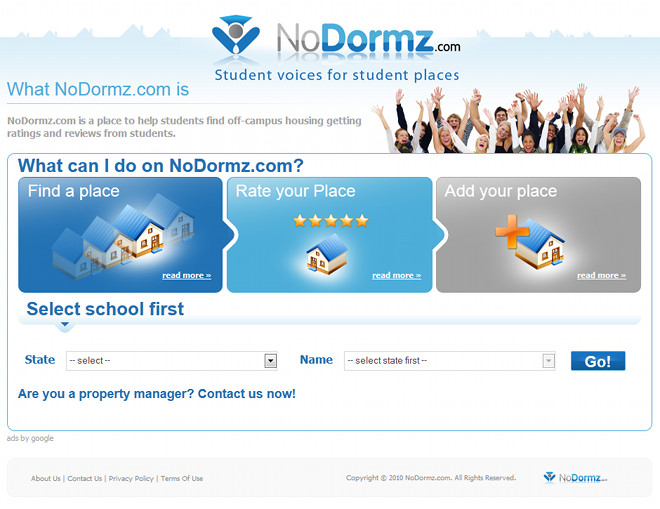 NoDormz.com
Student voices for student places
What NoDormz.com is
NoDormz.com is a place to help students find off-campus housing getting
ratings and reviews from students.
What can I do on NoDormz.com?
Find a place
read more »
Rate your Place
read more »
Add your place
read more »
Select school first
State -- select -- Name -- select state first -- Go!
Are you a property manager? Contact us now!
ads by google
About Us | Contact Us | Privacy Policy | Terms Of Use Copyright © 2010 NoDormz.com. All Rights Reserved. NoDormz.com